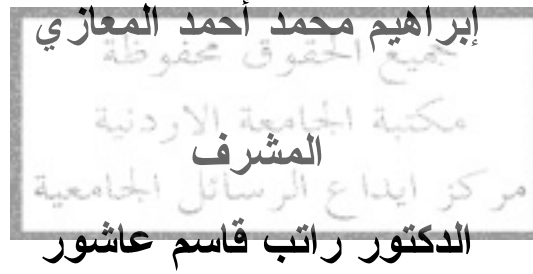 إبراهيم محمد أحمد المعازي
جميع الحقوق محفوظة
مكتبة الجامعة الاردنية
المشرف
مركز ايداع الرسائل الجامعية
الدكتور راتب قاسم عاشور